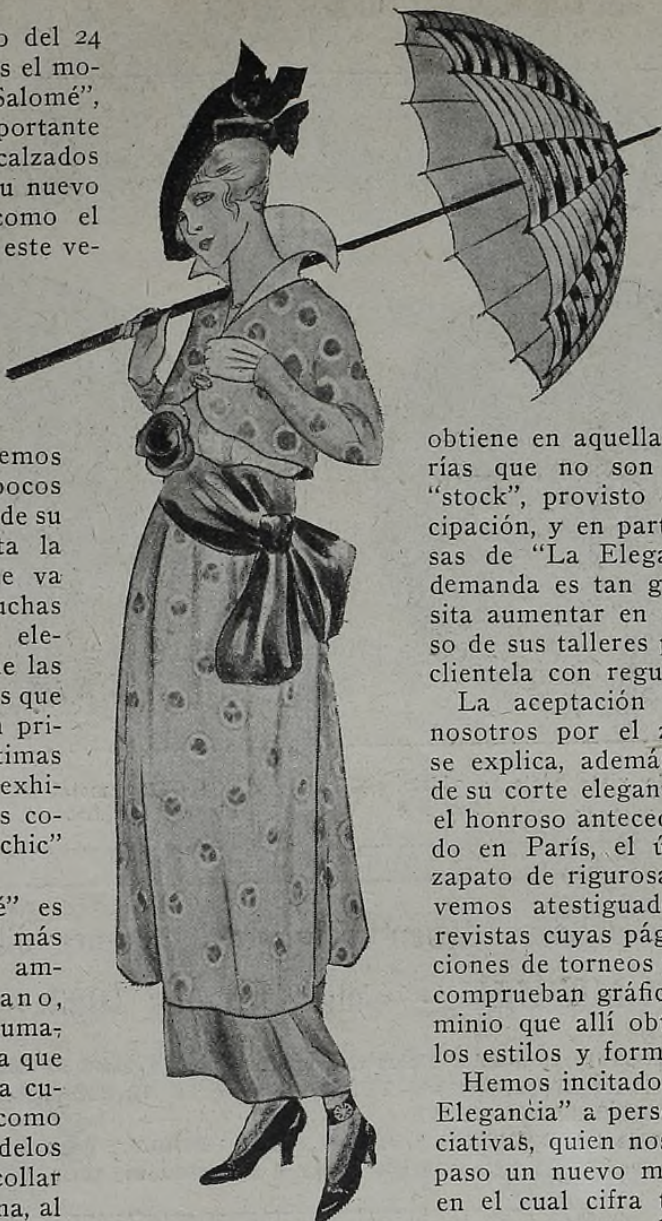 o del 24
s el mo-
Salomé”,
portante
calzados
u nuevo
como el
este ve-
emos
pocos
de su
ta la
e va
uchas
ele-
e las
s que
pri-
timas
exhi-
s co-
chic”
é” es
más
am-
ano,
uma-
a que
a cu-
como
delos
collar
na, al
obtiene en aquella
rías que no son
“stock”, provisto
cipación, y en part
sas de “La Elega
demanda es tan g
sita aumentar en
so de sus talleres
clientela con regu
La aceptación
nosotros por el z
se explica, ademá
de su corte elegan
el honroso anteced
do en París, el ú
zapato de rigurosa
vemos atestiguad
revistas cuyas pág
ciones de torneos
comprueban gráfic
minio que allí obt
los estilos y form
Hemos incitado
Elegancia” a pers
ciativas, quien nos
paso un nuevo m
en el cual cifra